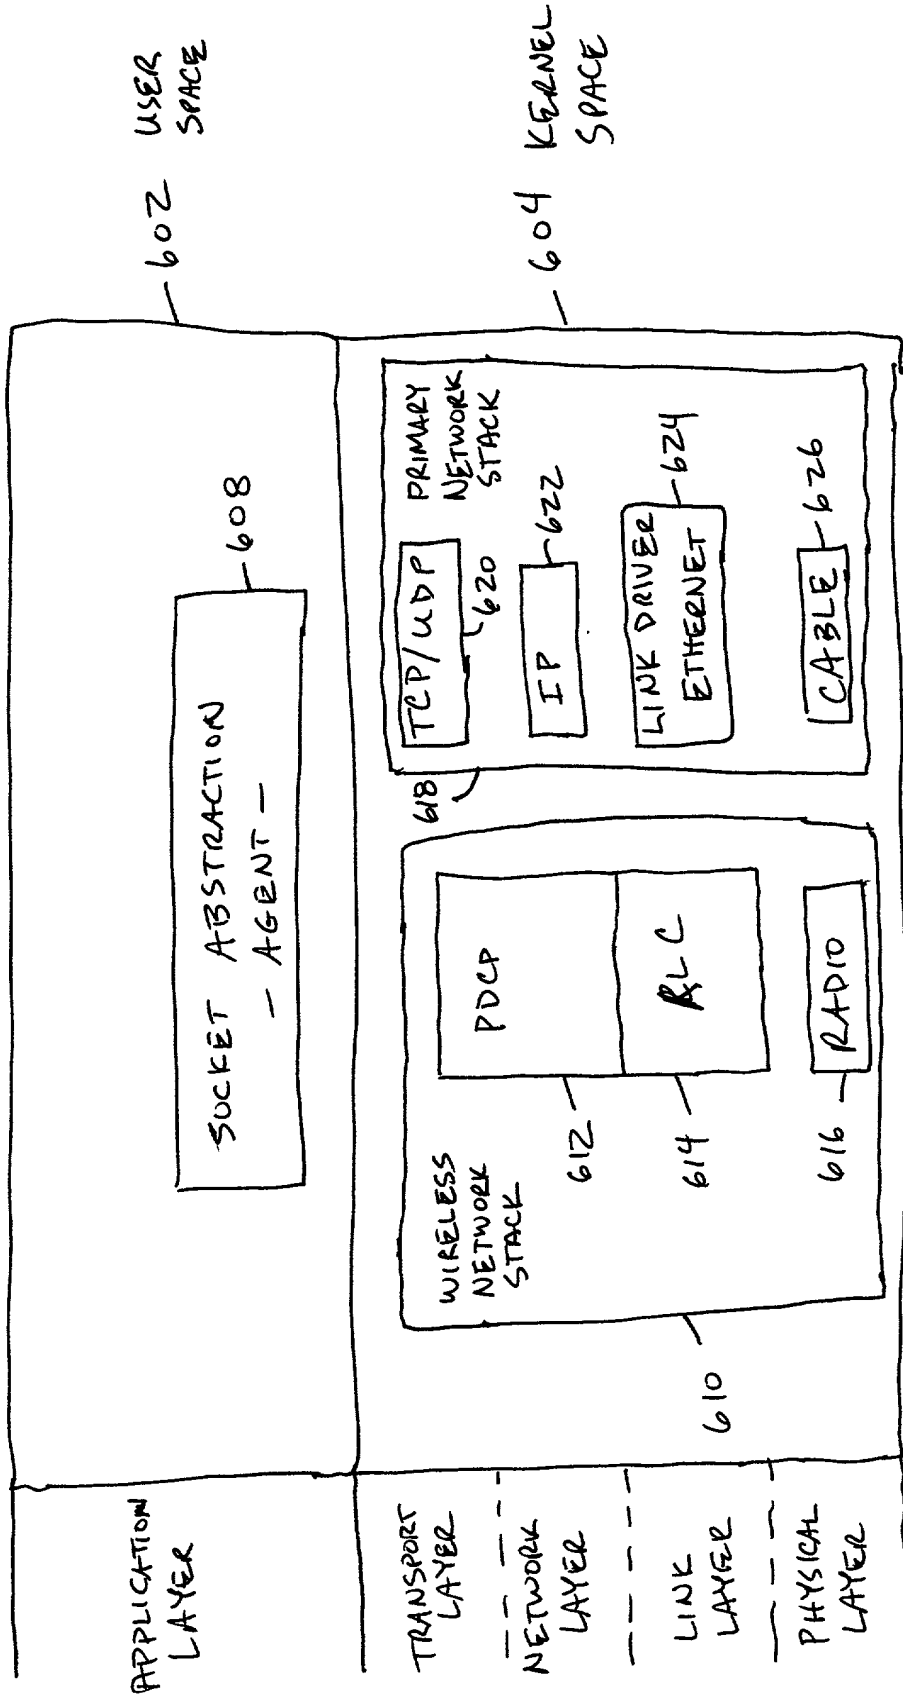 APPLICATION
LAYER
SOCKET ABSTRACTION
- AGENT -
608
602
USER
SPACE
TRANSPORT
LAYER
NETWORK
LAYER
LINK
LAYER
PHYSICAL
LAYER
610
WIRELESS
NETWORK
STACK
PDCP
612
RLC
614
RADIO
616
618
PRIMARY
NETWORK
STACK
TCP/UDP
620
IP
622
LINK DRIVER
ETHERNET
624
CABLE
626
604
KERNEL
SPACE